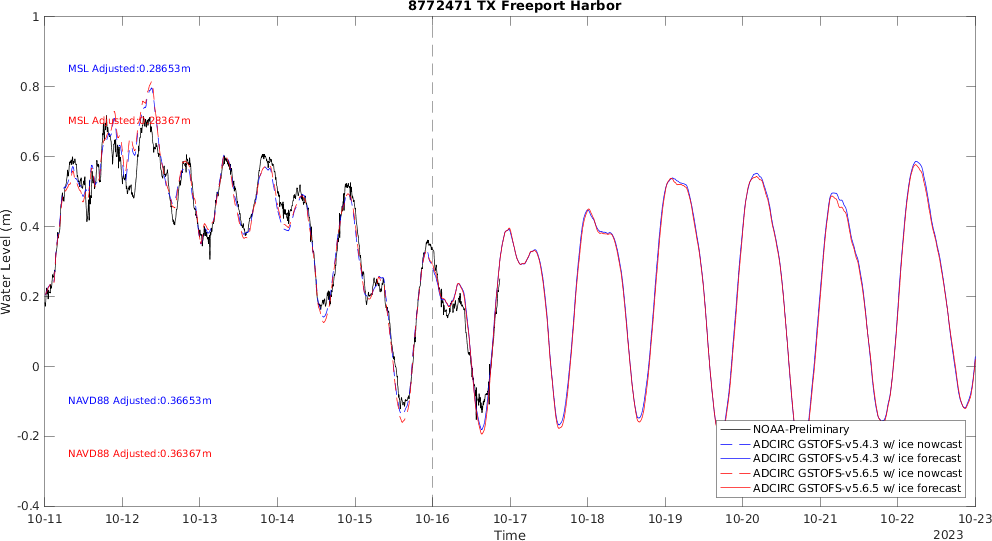 8772471 TX Freeport Harbor
1
0.8
0.6
0.4
0.2
0
-0.2
-0.4
Water Level (m)
MSL Adjusted:0.28653m
MSL Adjusted:0.28367m
NAVD88 Adjusted:0.36653m
NAVD88 Adjusted:0.36367m
NOAA-Preliminary
ADCIRC GSTOFS-v5.4.3 w/ ice nowcast
ADCIRC GSTOFS-v5.4.3 w/ ice forecast
ADCIRC GSTOFS-v5.6.5 w/ ice nowcast
ADCIRC GSTOFS-v5.6.5 w/ ice forecast
10-11 10-12 10-13 10-14 10-15 10-16 10-17 10-18 10-19 10-20 10-21 10-22 10-23
Time
2023